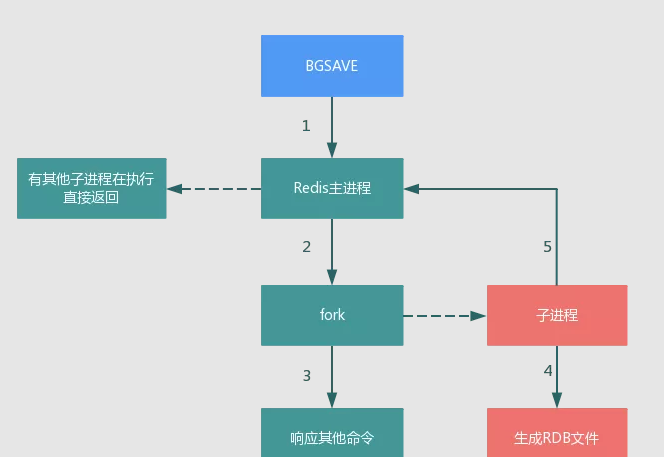 BGSAVE
1
有其他子进程在执行
直接返回
Redis主进程
2
5
fork
子进程
3
4
响应其他命令
生成RDB文件